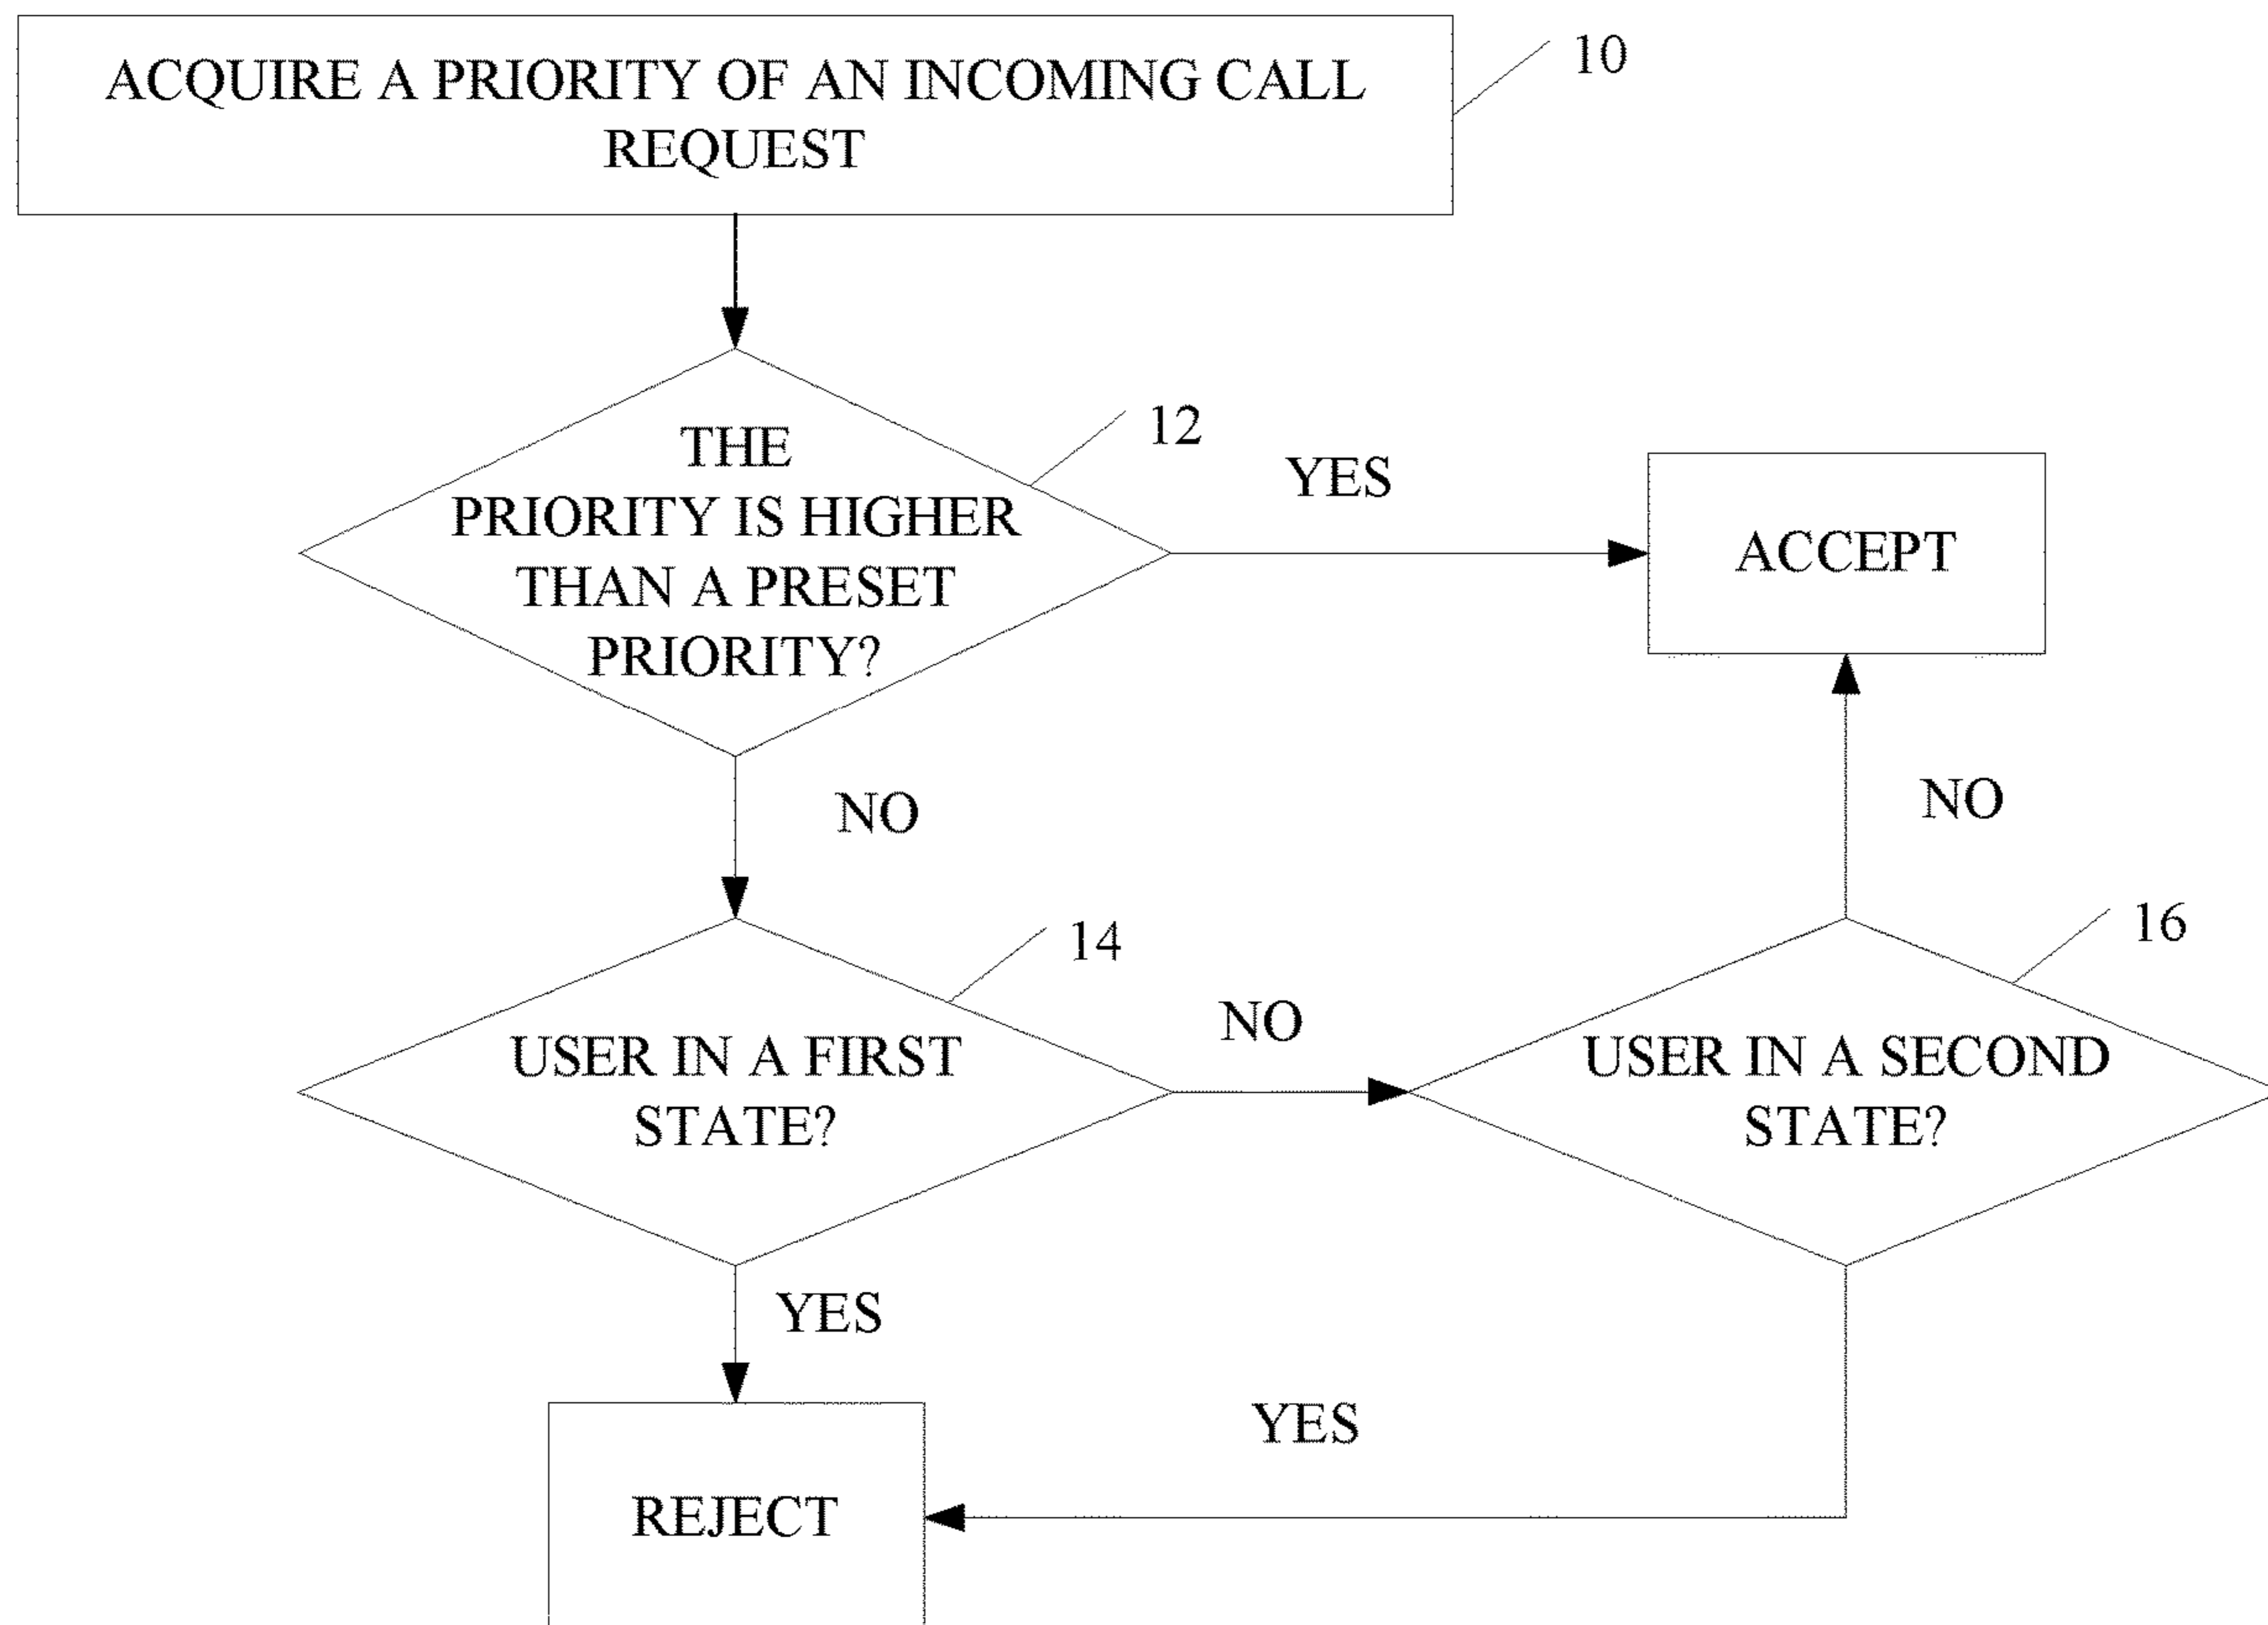 ACQUIRE A PRIORITY OF AN INCOMING CALL
REQUEST
10
THE
PRIORITY IS HIGHER
THAN A PRESET
PRIORITY?
12
YES
ACCEPT
NO
NO
USER IN A FIRST
STATE?
14
NO
USER IN A SECOND
STATE?
16
YES
YES
REJECT